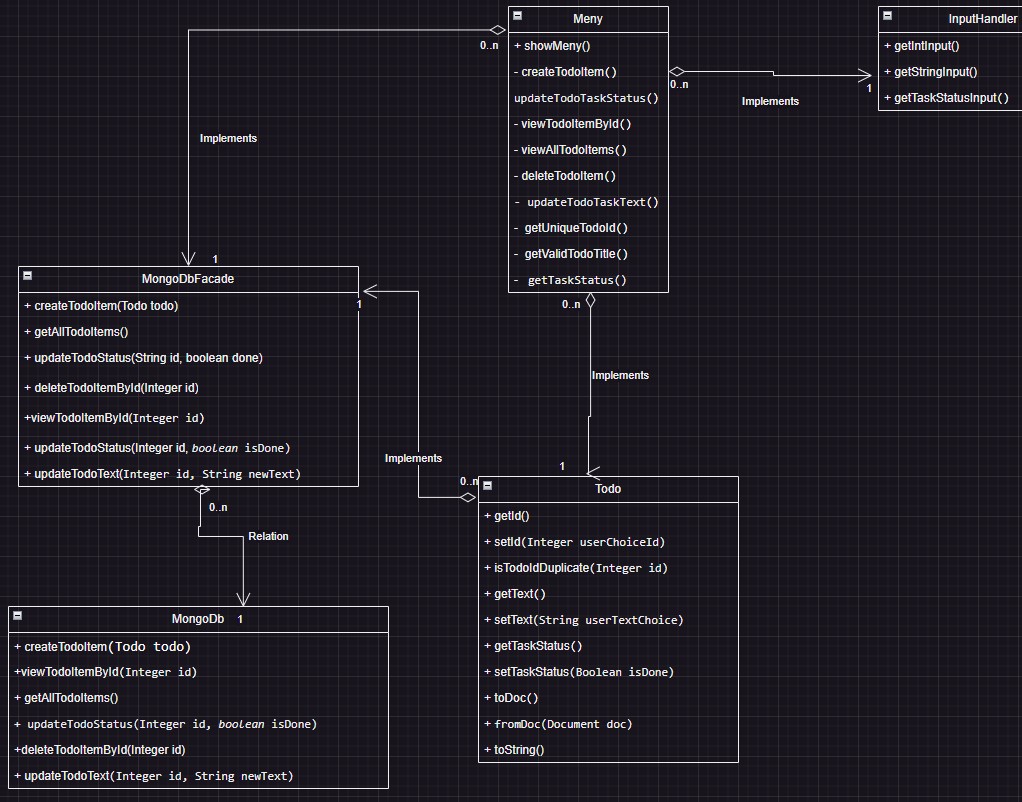 Meny
+ showMeny()
- createTodoItem()
updateTodoTaskStatus()
- viewTodoItemById()
- viewAllTodoItems()
- deleteTodoItem()
- updateTodoTaskText()
- getUniqueTodoId()
- getValidTodoTitle()
- getTaskStatus()
InputHandler
+ getIntInput()
+ getStringInput()
+ getTaskStatusInput()
0..n
0..n
1
Implements
Implements
1
MongoDbFacade
+ createTodoItem(Todo todo)
+ getAllTodoItems()
+ updateTodoStatus(String id, boolean done)
+ deleteTodoItemById(Integer id)
+viewTodoItemById(Integer id)
+ updateTodoStatus(Integer id, boolean isDone)
+ updateTodoText(Integer id, String newText)
1
0..n
Implements
Implements
1
0..n
0..n
Relation
Todo
+ getId()
+ setId(Integer userChoiceId)
+ isTodoIdDuplicate(Integer id)
+ getText()
+ setText(String userTextChoice)
+ getTaskStatus()
+ setTaskStatus(Boolean isDone)
+ toDoc()
+ fromDoc(Document doc)
+ toString()
MongoDb 1
+ createTodoItem(Todo todo)
+viewTodoItemById(Integer id)
+ getAllTodoItems()
+ updateTodoStatus(Integer id, boolean isDone)
+deleteTodoItemById(Integer id)
+ updateTodoText(Integer id, String newText)